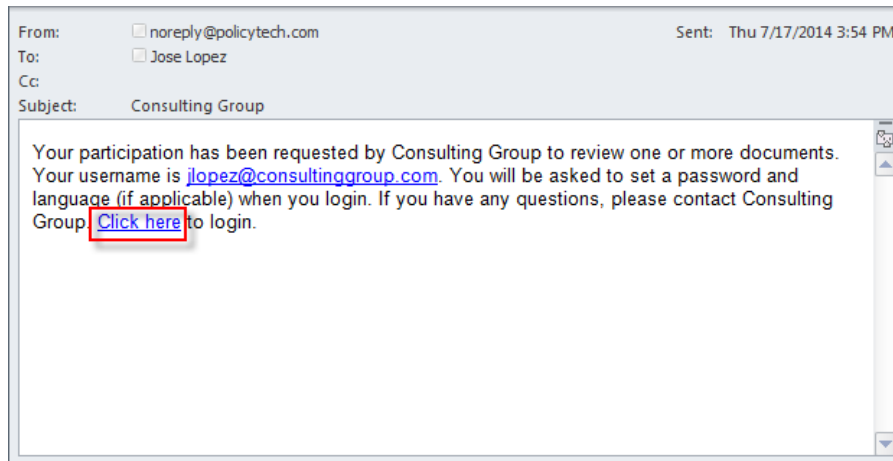 From: noreply@policytech.com Sent: Thu 7/17/2014 3:54 PM
To: Jose Lopez
Cc:
Subject: Consulting Group
Your participation has been requested by Consulting Group to review one or more documents.
Your username is jlopez@consultinggroup.com. You will be asked to set a password and
language (if applicable) when you login. If you have any questions, please contact Consulting
Group. Click here to login.